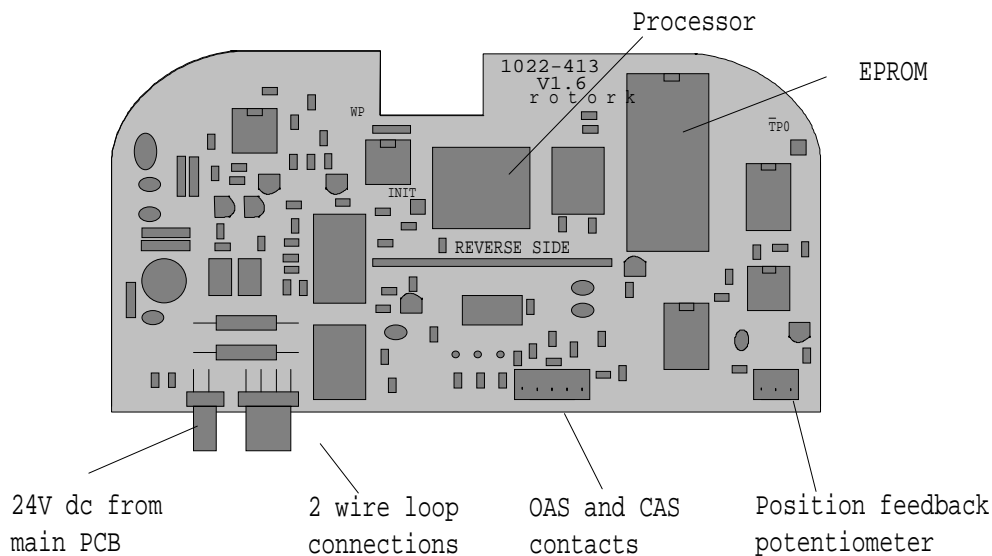 Processor
1022-413
V1.6
rotork
EPROM
WP
TP0
INIT
REVERSE SIDE
24V dc from
main PCB
2 wire loop
connections
OAS and CAS
contacts
Position feedback
potentiometer